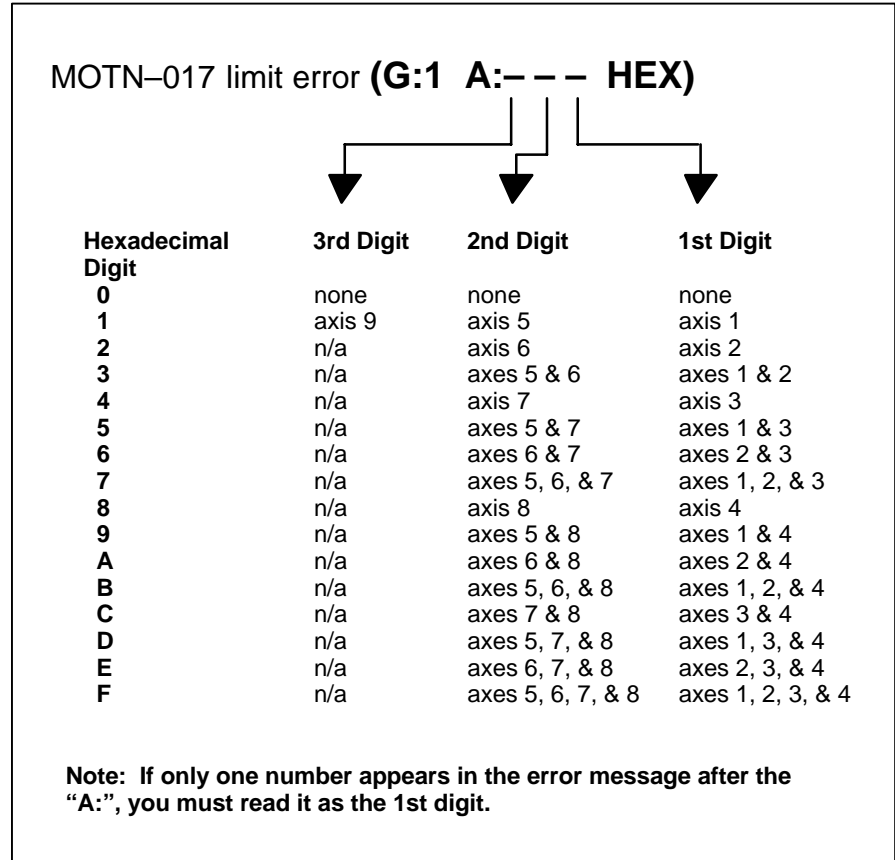 MOTN–017 limit error (G:1 A:– – – HEX)
Hexadecimal Digit 3rd Digit 2nd Digit 1st Digit
0 none none none
1 axis 9 axis 5 axis 1
2 n/a axis 6 axis 2
3 n/a axes 5 & 6 axes 1 & 2
4 n/a axis 7 axis 3
5 n/a axes 5 & 7 axes 1 & 3
6 n/a axes 6 & 7 axes 2 & 3
7 n/a axes 5, 6, & 7 axes 1, 2, & 3
8 n/a axis 8 axis 4
9 n/a axes 5 & 8 axes 1 & 4
A n/a axes 6 & 8 axes 2 & 4
B n/a axes 5, 6, & 8 axes 1, 2, & 4
C n/a axes 7 & 8 axes 3 & 4
D n/a axes 5, 7, & 8 axes 1, 3, & 4
E n/a axes 6, 7, & 8 axes 2, 3, & 4
F n/a axes 5, 6, 7, & 8 axes 1, 2, 3, & 4
Note: If only one number appears in the error message after the
“A:”, you must read it as the 1st digit.